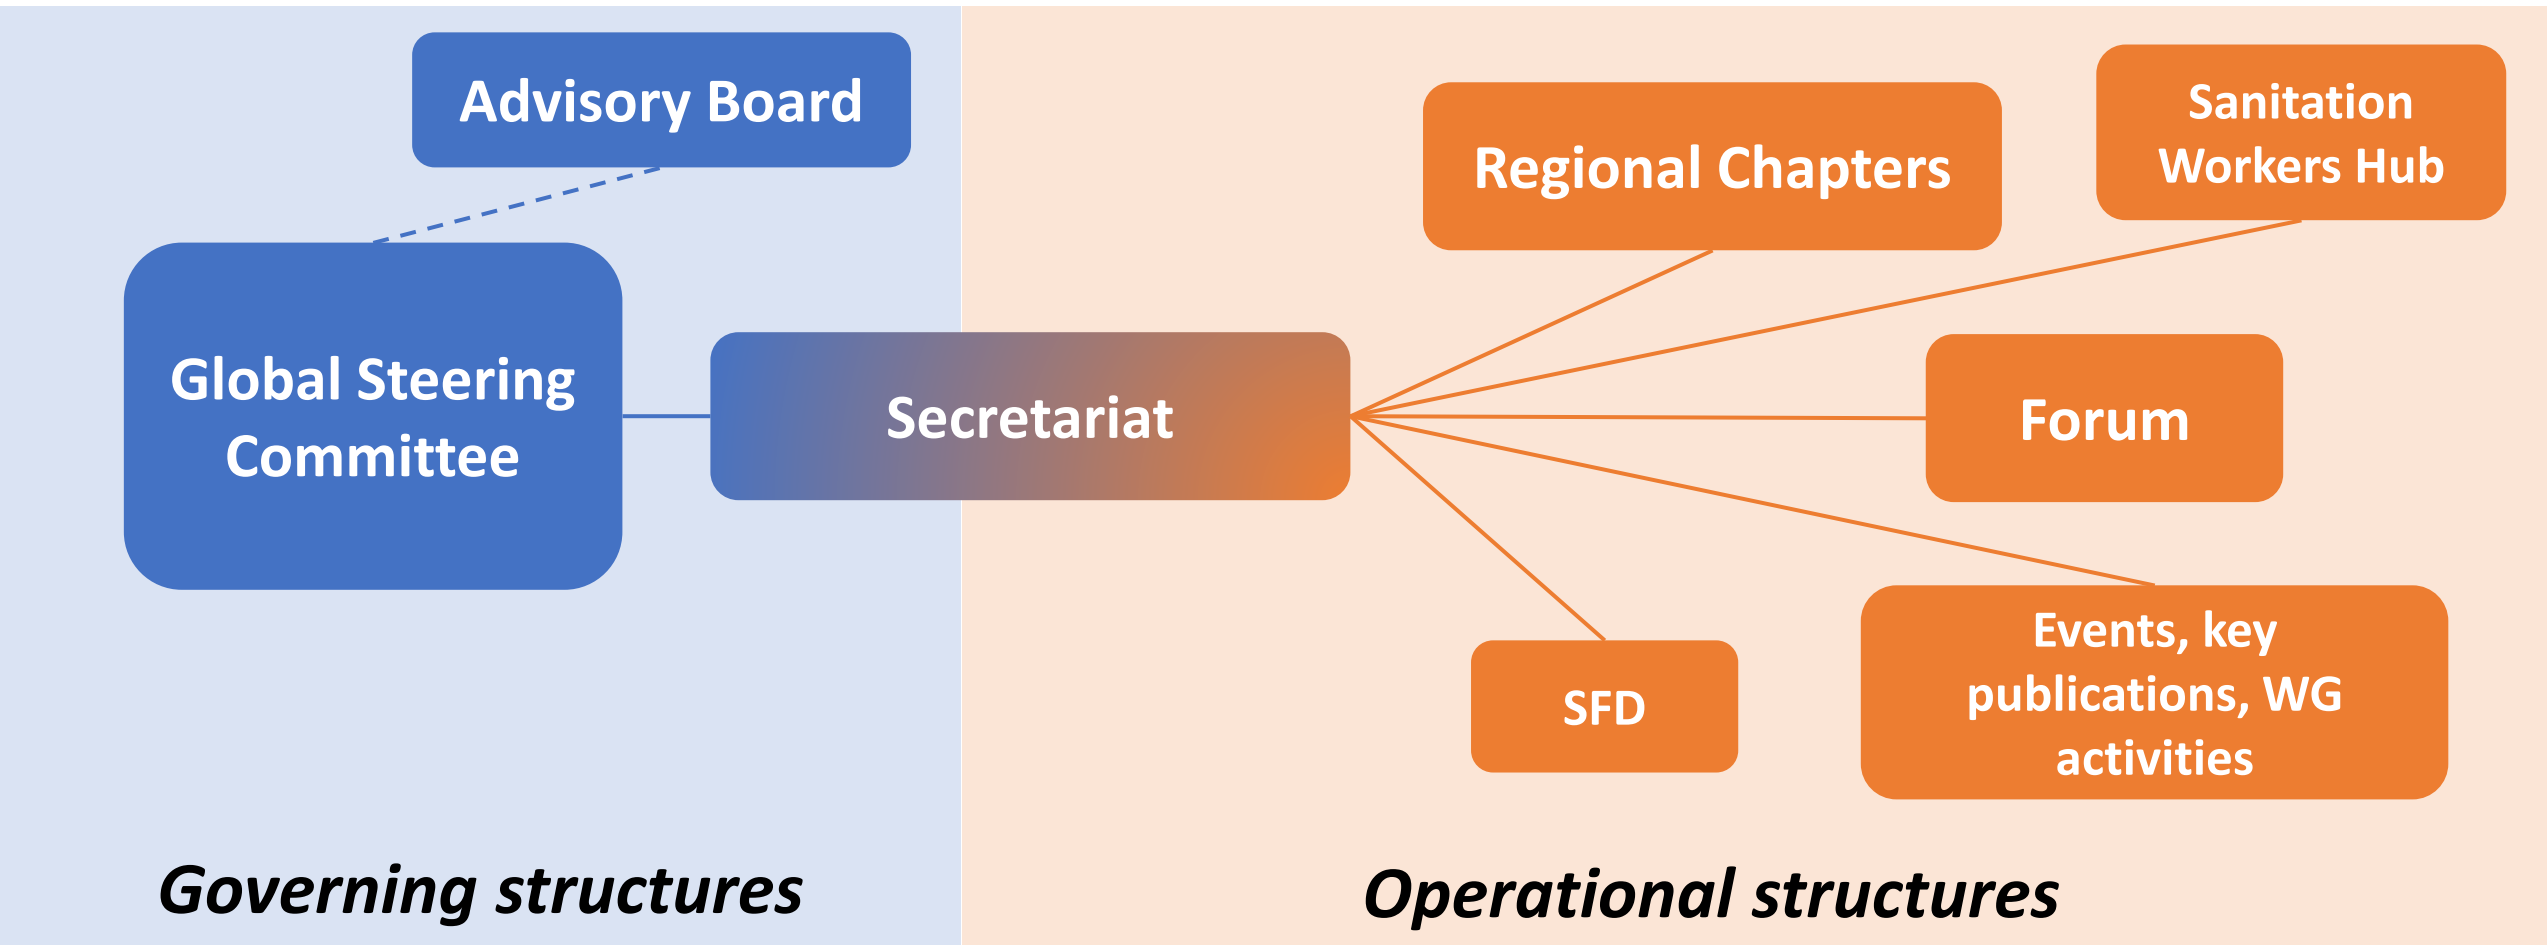 Advisory Board
Global Steering
Committee
Secretariat
Regional Chapters
Sanitation
Workers Hub
Forum
SFD
Events, key
publications, WG
activities
Governing structures
Operational structures